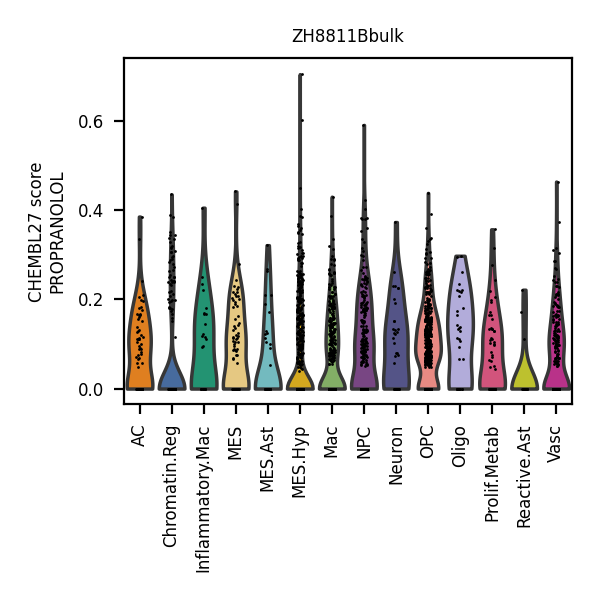 ZH8811Bbulk
CHEMBL27 score
PROPRANOLOL
0.6
0.4
0.2
0.0
AC
Chromatin.Reg
Inflammatory.Mac
MES
MES.Ast
MES.Hyp
Mac
NPC
Neuron
OPC
Oligo
Prolif.Metab
Reactive.Ast
Vasc